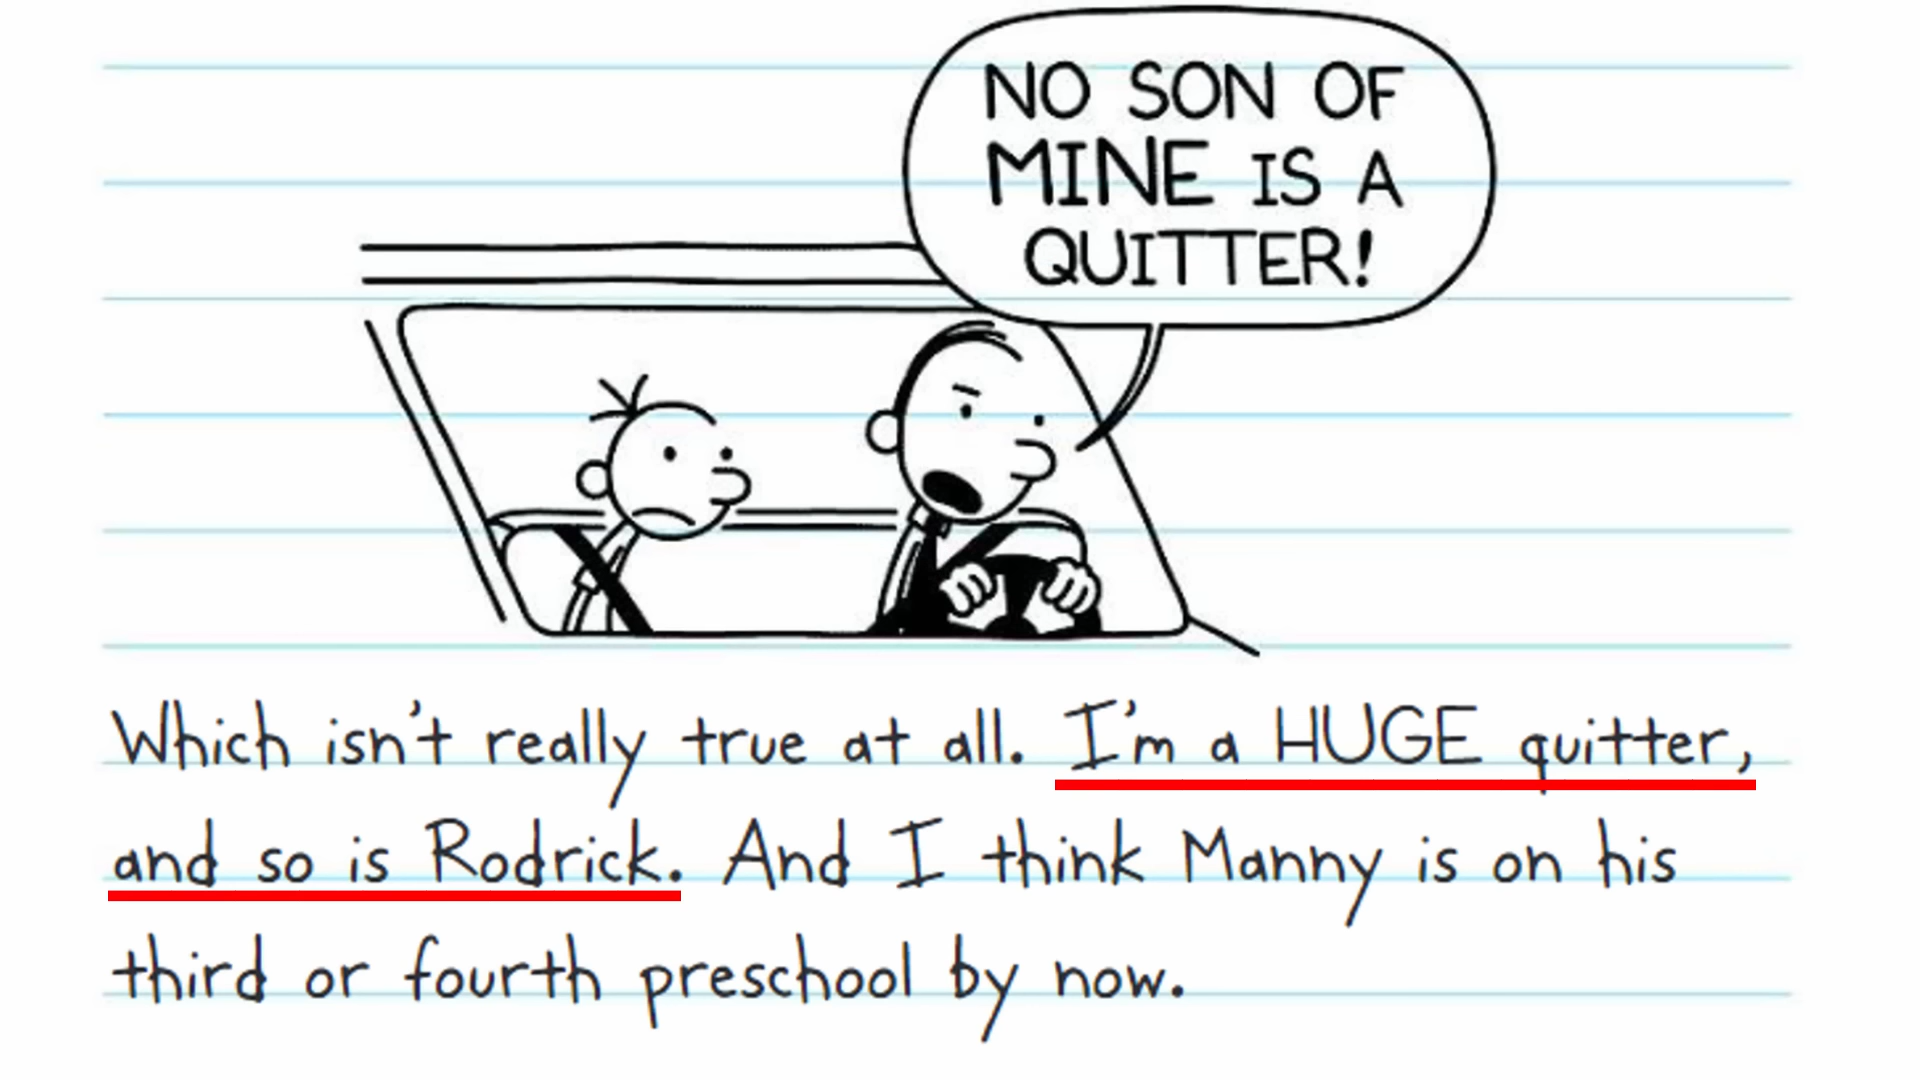 NO SON OF
MINE IS A
QUITTER!
Which isn't really true at all. I'm a HUGE quitter,
and so is Rodrick. And I think Manny is on his
third or fourth preschool by now.